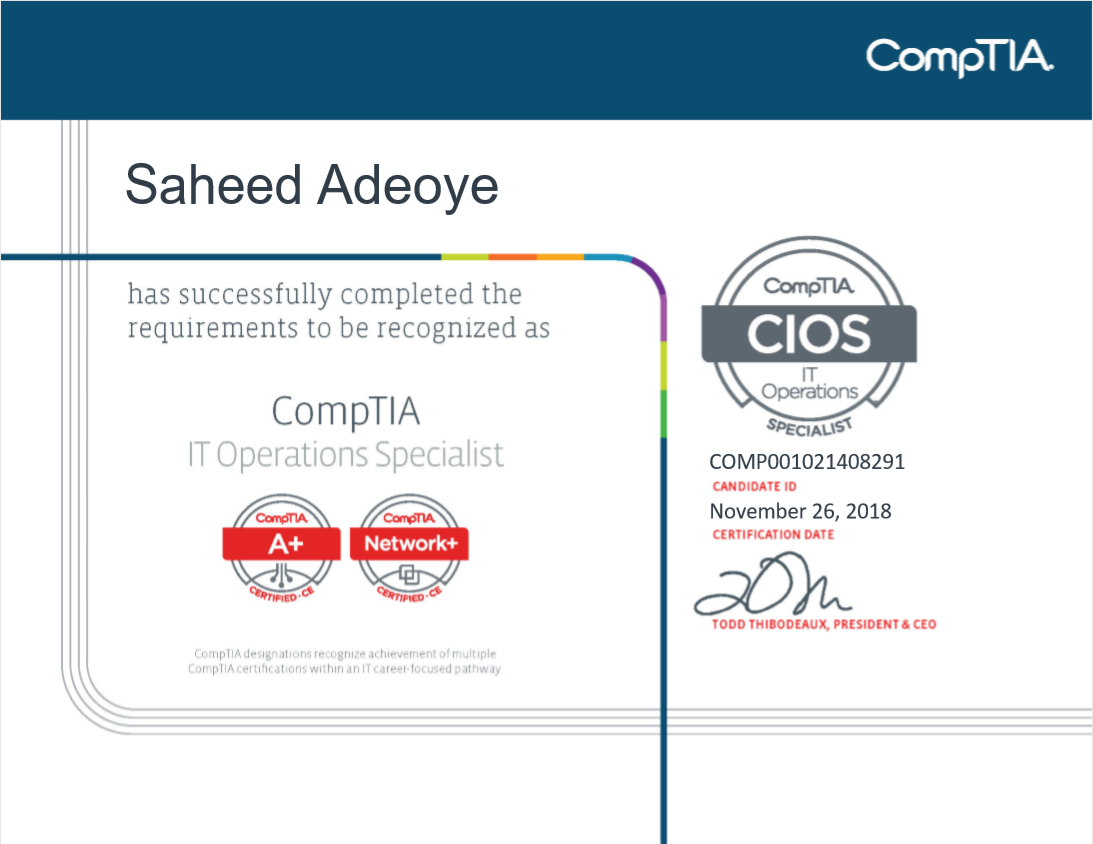 CompTIA.
Saheed Adeoye
has successfully completed the
requirements to be recognized as
CompTIA
IT Operations Specialist
CompTIA
A+
CERTIFIED·CE
CompTIA
Network+
CERTIFIED·CE
CompTIA designations recognize achievement of multiple
CompTIA certifications within an IT career-focused pathway
CompTIA
CIOS
IT
Operations
SPECIALIST
COMP001021408291
CANDIDATE ID
November 26, 2018
CERTIFICATION DATE
TODD THIBODEAUX, PRESIDENT & CEO